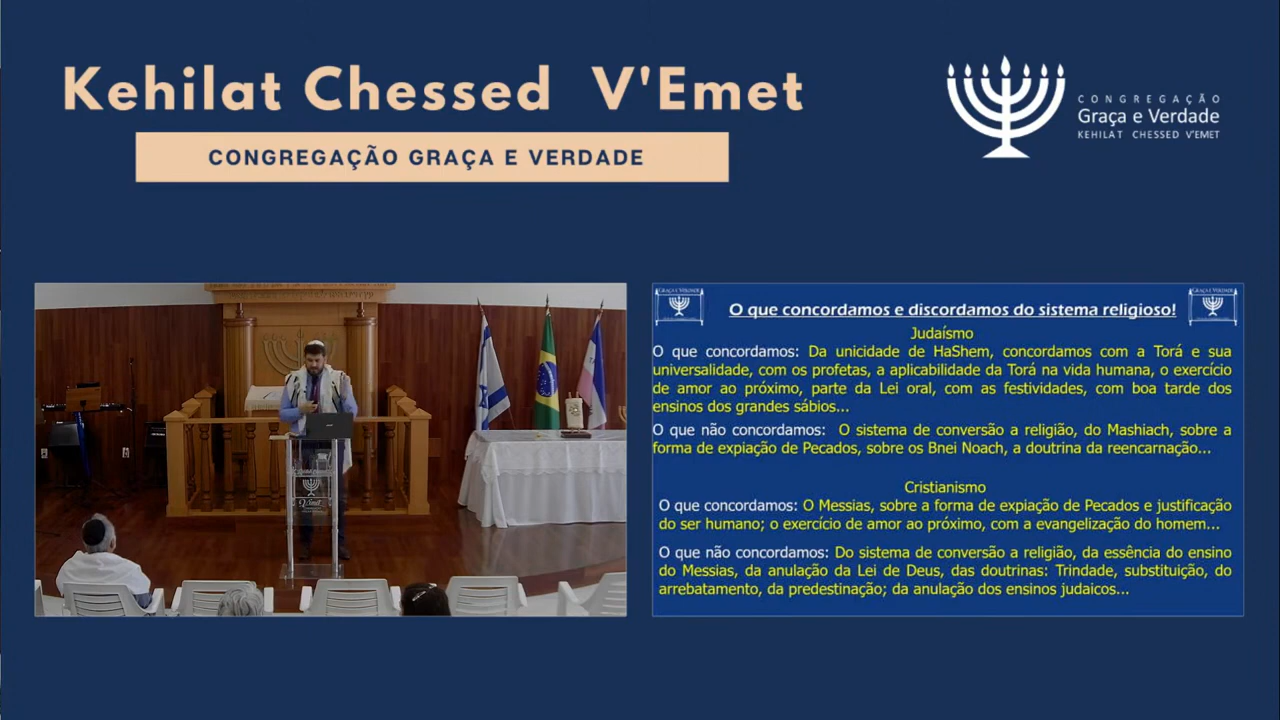 Kehilat Chessed V'Emet
CONGREGAÇÃO GRAÇA E VERDADE
CONGREGAÇÃO
Graça e Verdade
KEHILAT CHESSED V'EMET
GRAÇA E VERDADE
GRAÇA E VERDADE
O que concordamos e discordamos do sistema religioso!
Judaísmo
O que concordamos: Da unicidade de HaShem, concordamos com a Torá e sua
universalidade, com os profetas, a aplicabilidade da Torá na vida humana, o exercício
de amor ao próximo, parte da Lei oral, com as festividades, com boa tarde dos
ensinos dos grandes sábios...
O que não concordamos: O sistema de conversão a religião, do Mashiach, sobre a
forma de expiação de Pecados, sobre os Bnei Noach, a doutrina da reencarnação...
Cristianismo
O que concordamos: O Messias, sobre a forma de expiação de Pecados e justificação
do ser humano; o exercício de amor ao próximo, com a evangelização do homem...
O que não concordamos: Do sistema de conversão a religião, da essência do ensino
do Messias, da anulação da Lei de Deus, das doutrinas: Trindade, substituição, do
arrebatamento, da predestinação; da anulação dos ensinos judaicos...